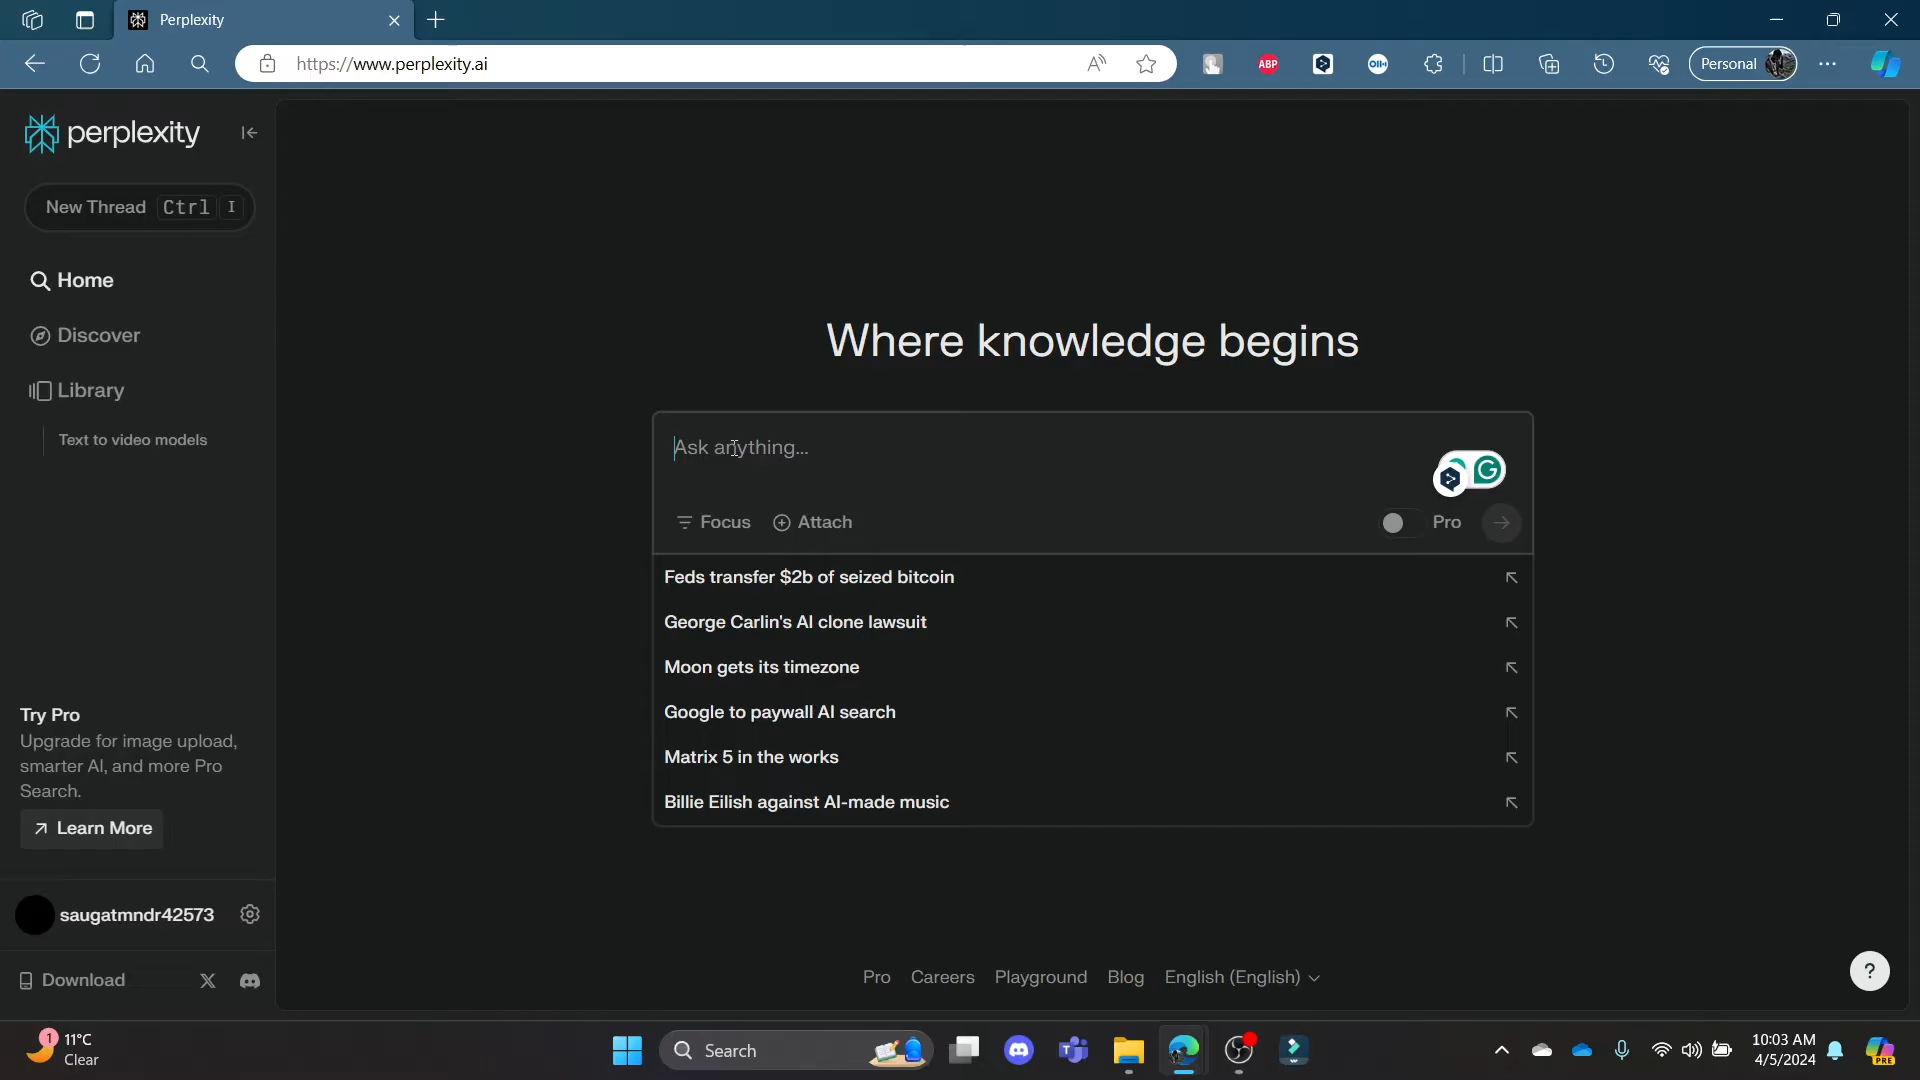 Perplexity
https://www.perplexity.ai
ABP
Personal
perplexity
New Thread Ctrl I
Home
Discover
Library
Text to video models
Where knowledge begins
Ask anything...
Focus
Attach
Pro
Feds transfer $2b of seized bitcoin
George Carlin's AI clone lawsuit
Moon gets its timezone
Google to paywall AI search
Matrix 5 in the works
Billie Eilish against AI-made music
Try Pro
Upgrade for image upload,
smarter AI, and more Pro
Search.
Learn More
saugatmndr42573
Download
Pro Careers Playground Blog English (English)
?
1
11°C
Clear
Search
10:03 AM
4/5/2024
PRE